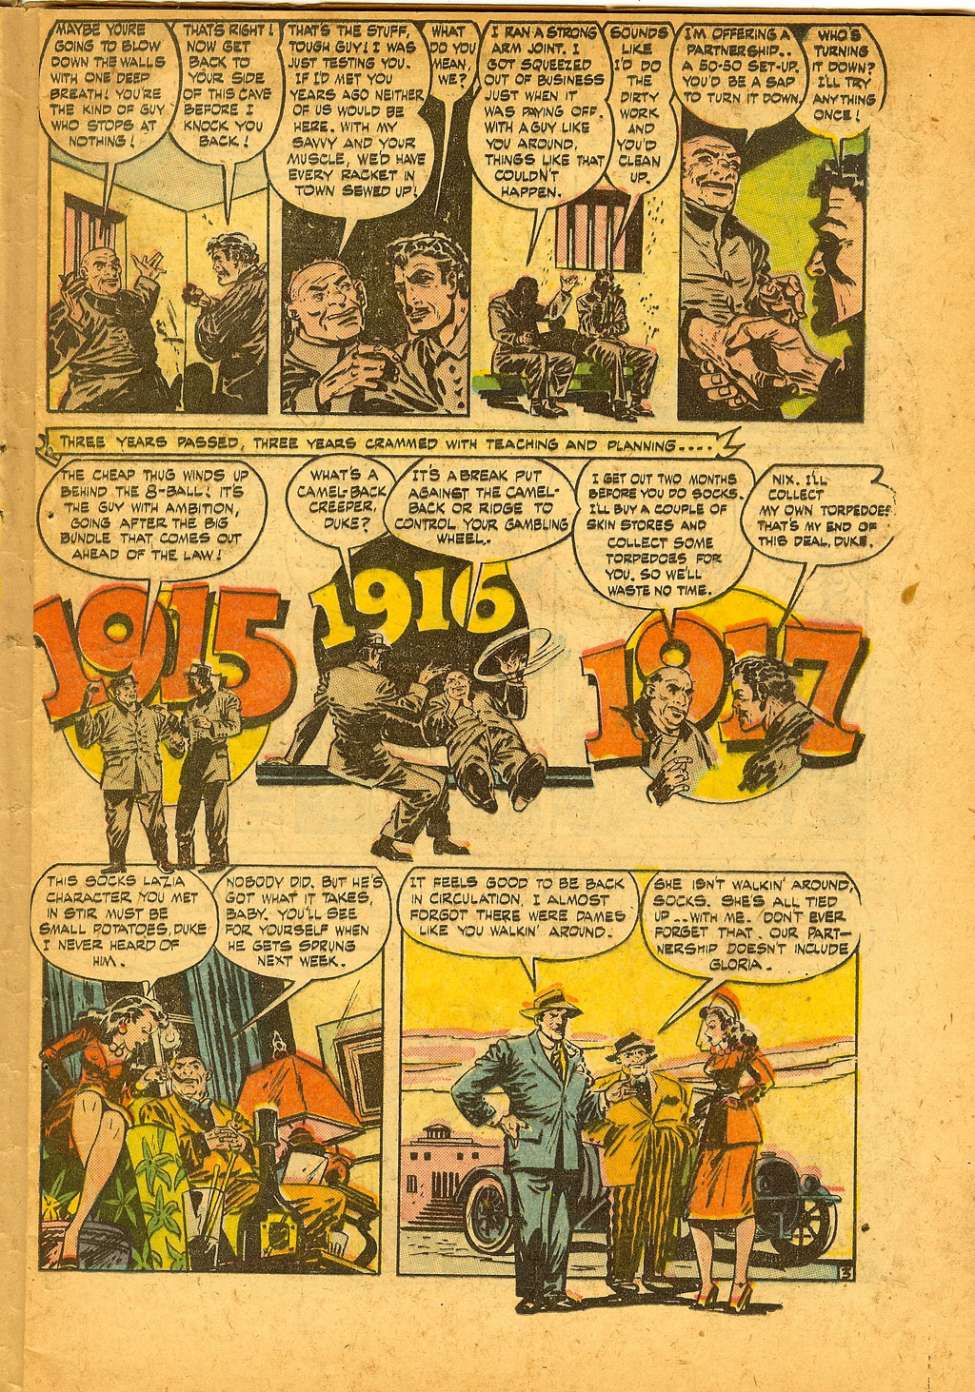 MAYBE YOU'RE
GOING TO BLOW
DOWN THE WALLS
WITH ONE DEEP
BREATH! YOU'RE
THE KIND OF GUY
WHO STOPS AT
NOTHING!
THAT'S RIGHT!
NOW GET
BACK TO
YOUR SIDE
OF THIS CAVE
BEFORE I
KNOCK YOU
BACK!
THAT'S THE STUFF,
TOUGH GUY! I WAS
JUST TESTING YOU.
IF I'D MET YOU
YEARS AGO NEITHER
OF US WOULD BE
HERE. WITH MY
SAVVY AND YOUR
MUSCLE, WE'D HAVE
EVERY RACKET IN
TOWN SEWED UP!
WHAT
DO YOU
MEAN,
WE?
I RAN A STRONG
ARM JOINT. I
GOT SQUEEZED
OUT OF BUSINESS
JUST WHEN IT
WAS PAYING OFF.
WITH A GUY LIKE
YOU AROUND,
THINGS LIKE THAT
COULDN'T
HAPPEN.
SOUNDS
LIKE
I'D DO
THE
DIRTY
WORK
AND
YOU'D
CLEAN
UP.
I'M OFFERING A
PARTNERSHIP..
A 50-50 SET-UP.
YOU'D BE A SAP
TO TURN IT DOWN.
WHO'S
TURNING
IT DOWN?
I'LL TRY
ANYTHING
ONCE!
THREE YEARS PASSED, THREE YEARS CRAMMED WITH TEACHING AND PLANNING....
THE CHEAP THUG WINDS UP
BEHIND THE 8-BALL! IT'S
THE GUY WITH AMBITION,
GOING AFTER THE BIG
BUNDLE THAT COMES OUT
AHEAD OF THE LAW!
1915
WHAT'S A
CAMEL-BACK
CREEPER,
DUKE?
IT'S A BREAK PUT
AGAINST THE CAMEL-
BACK OR RIDGE TO
CONTROL YOUR GAMBLING
WHEEL.
1916
I GET OUT TWO MONTHS
BEFORE YOU DO SOCKS.
I'LL BUY A COUPLE OF
SKIN STORES AND
COLLECT SOME
TORPEDOES FOR
YOU. SO WE'LL
WASTE NO TIME.
NIX. I'LL
COLLECT
MY OWN TORPEDOES
THAT'S MY END OF
THIS DEAL, DUKE.
1917
THIS SOCKS LAZIA
CHARACTER YOU MET
IN STIR MUST BE
SMALL POTATOES, DUKE
I NEVER HEARD OF
HIM.
NOBODY DID. BUT HE'S
GOT WHAT IT TAKES,
BABY. YOU'LL SEE
FOR YOURSELF WHEN
HE GETS SPRUNG
NEXT WEEK.
IT FEELS GOOD TO BE BACK
IN CIRCULATION. I ALMOST
FORGOT THERE WERE DAMES
LIKE YOU WALKIN' AROUND.
SHE ISN'T WALKIN' AROUND,
SOCKS. SHE'S ALL TIED
UP.. WITH ME. DON'T EVER
FORGET THAT. OUR PART-
NERSHIP DOESN'T INCLUDE
GLORIA.
3